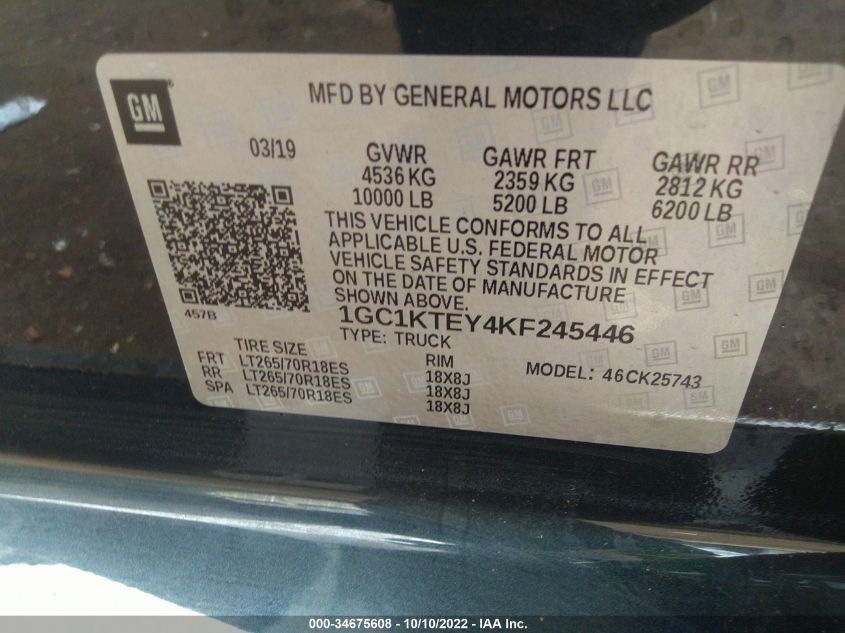 GM
MFD BY GENERAL MOTORS LLC
03/19
GVWR
4536 KG
10000 LB
GAWR FRT
2359 KG
5200 LB
GAWR RR
2812 KG
6200 LB
THIS VEHICLE CONFORMS TO ALL
APPLICABLE U.S. FEDERAL MOTOR
VEHICLE SAFETY STANDARDS IN EFFECT
ON THE DATE OF MANUFACTURE
SHOWN ABOVE.
457B
1GC1KTEY4KF245446
TYPE: TRUCK
MODEL: 46CK25743
TIRE SIZE
RIM
FRT LT265/70R18ES 18X8J
RR LT265/70R18ES 18X8J
SPA LT265/70R18ES 18X8J
000-34675608 - 10/10/2022 - IAA Inc.